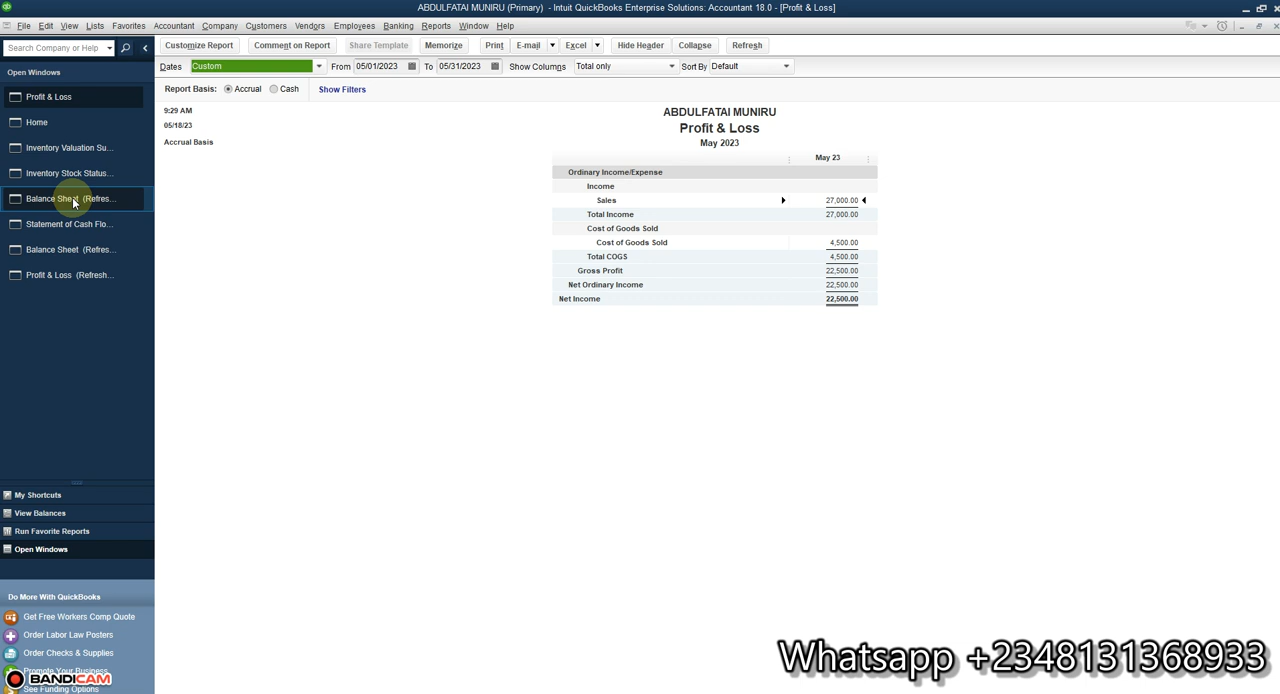 ABDULFATAI MUNIRU (Primary) - Intuit QuickBooks Enterprise Solutions: Accountant 18.0 - [Profit & Loss]
File Edit View Lists Favorites Accountant Company Customers Vendors Employees Banking Reports Window Help
Search Company or Help
Customize Report Comment on Report Share Template Memorize Print E-mail Excel Hide Header Collapse Refresh
Dates Custom From 05/01/2023 To 05/31/2023 Show Columns Total only Sort By Default
Report Basis: Accrual Cash Show Filters
Open Windows
Profit & Loss
Home
Inventory Valuation Su...
Inventory Stock Status...
Balance Sheet (Refres...
Statement of Cash Flo...
Balance Sheet (Refres...
Profit & Loss (Refresh...
My Shortcuts
View Balances
Run Favorite Reports
Open Windows
Do More With QuickBooks
Get Free Workers Comp Quote
Order Labor Law Posters
Order Checks & Supplies
Promote Your Business
See Funding Options
BANDICAM
9:29 AM
05/18/23
Accrual Basis
ABDULFATAI MUNIRU
Profit & Loss
May 2023
May 23
Ordinary Income/Expense
Income
Sales 27,000.00
Total Income 27,000.00
Cost of Goods Sold
Cost of Goods Sold 4,500.00
Total COGS 4,500.00
Gross Profit 22,500.00
Net Ordinary Income 22,500.00
Net Income 22,500.00
Whatsapp +2348131368933